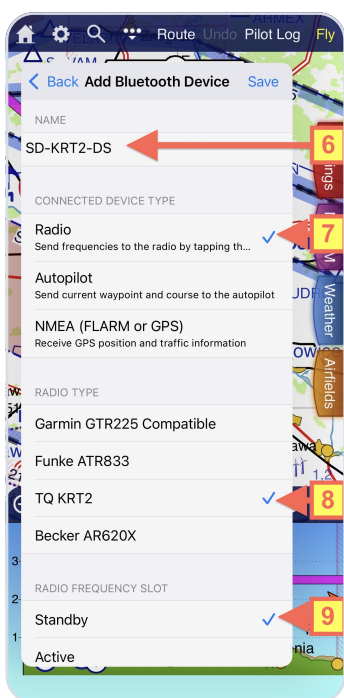 Route Undo Pilot Log Fly
Back Add Bluetooth Device Save
NAME
SD-KRT2-DS
6
CONNECTED DEVICE TYPE
Radio
Send frequencies to the radio by tapping th...
7
Autopilot
Send current waypoint and course to the autopilot
NMEA (FLARM or GPS)
Receive GPS position and traffic information
Weather
Airfields
RADIO TYPE
Garmin GTR225 Compatible
Funke ATR833
TQ KRT2
8
Becker AR620X
RADIO FREQUENCY SLOT
Standby
9
Active
3
2
1